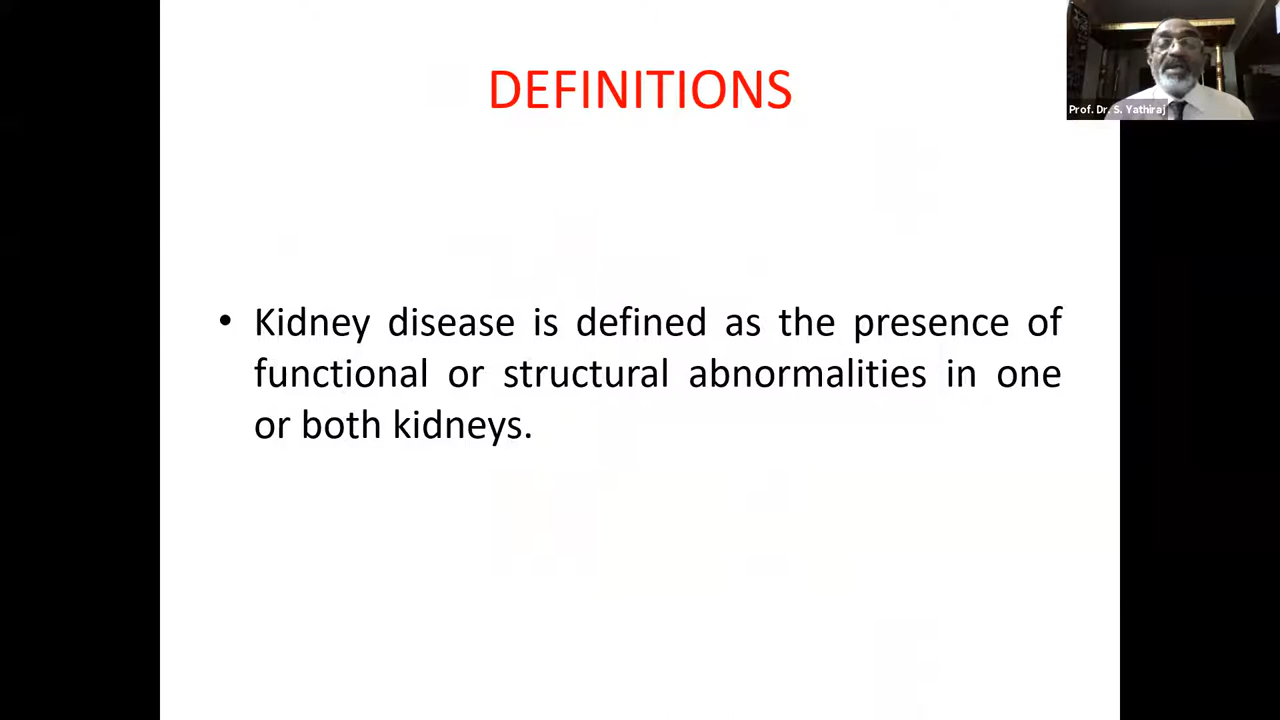 DEFINITIONS
Prof. Dr. S. Yathiraj
• Kidney disease is defined as the presence of
functional or structural abnormalities in one
or both kidneys.